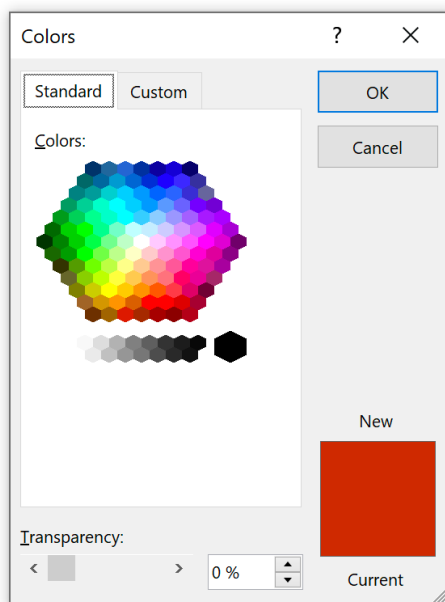 Colors ?
Standard Custom
OK
Cancel
Colors:
New
Current
Transparency:
0 %